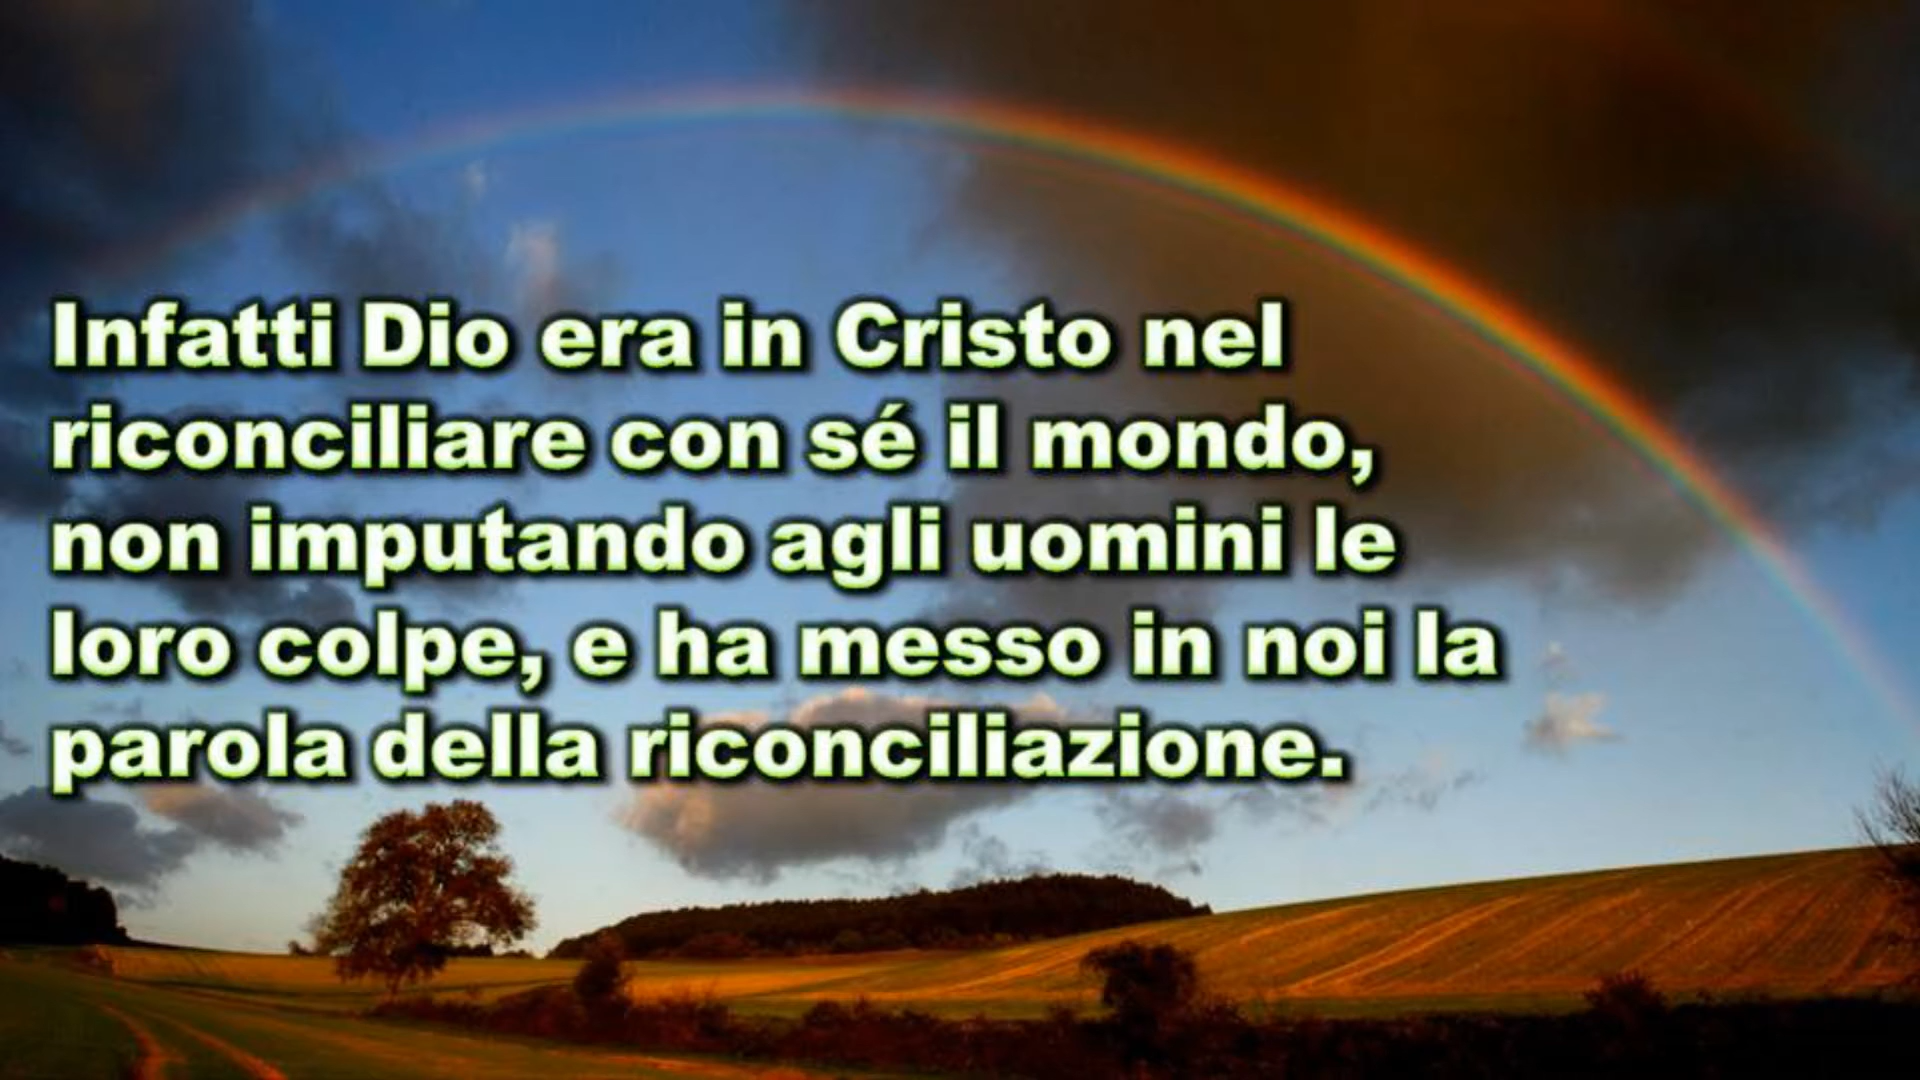 Infatti Dio era in Cristo nel
riconciliare con sé il mondo,
non imputando agli uomini le
loro colpe, e ha messo in noi la
parola della riconciliazione.